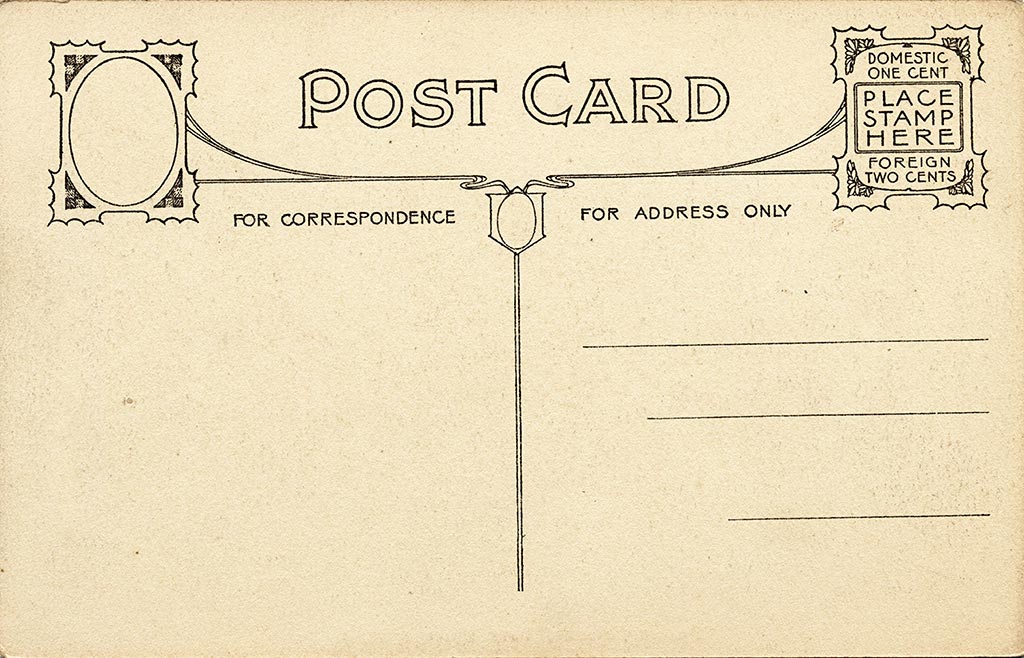 POST CARD
DOMESTIC
ONE CENT
PLACE
STAMP
HERE
FOREIGN
TWO CENTS
FOR CORRESPONDENCE
FOR ADDRESS ONLY